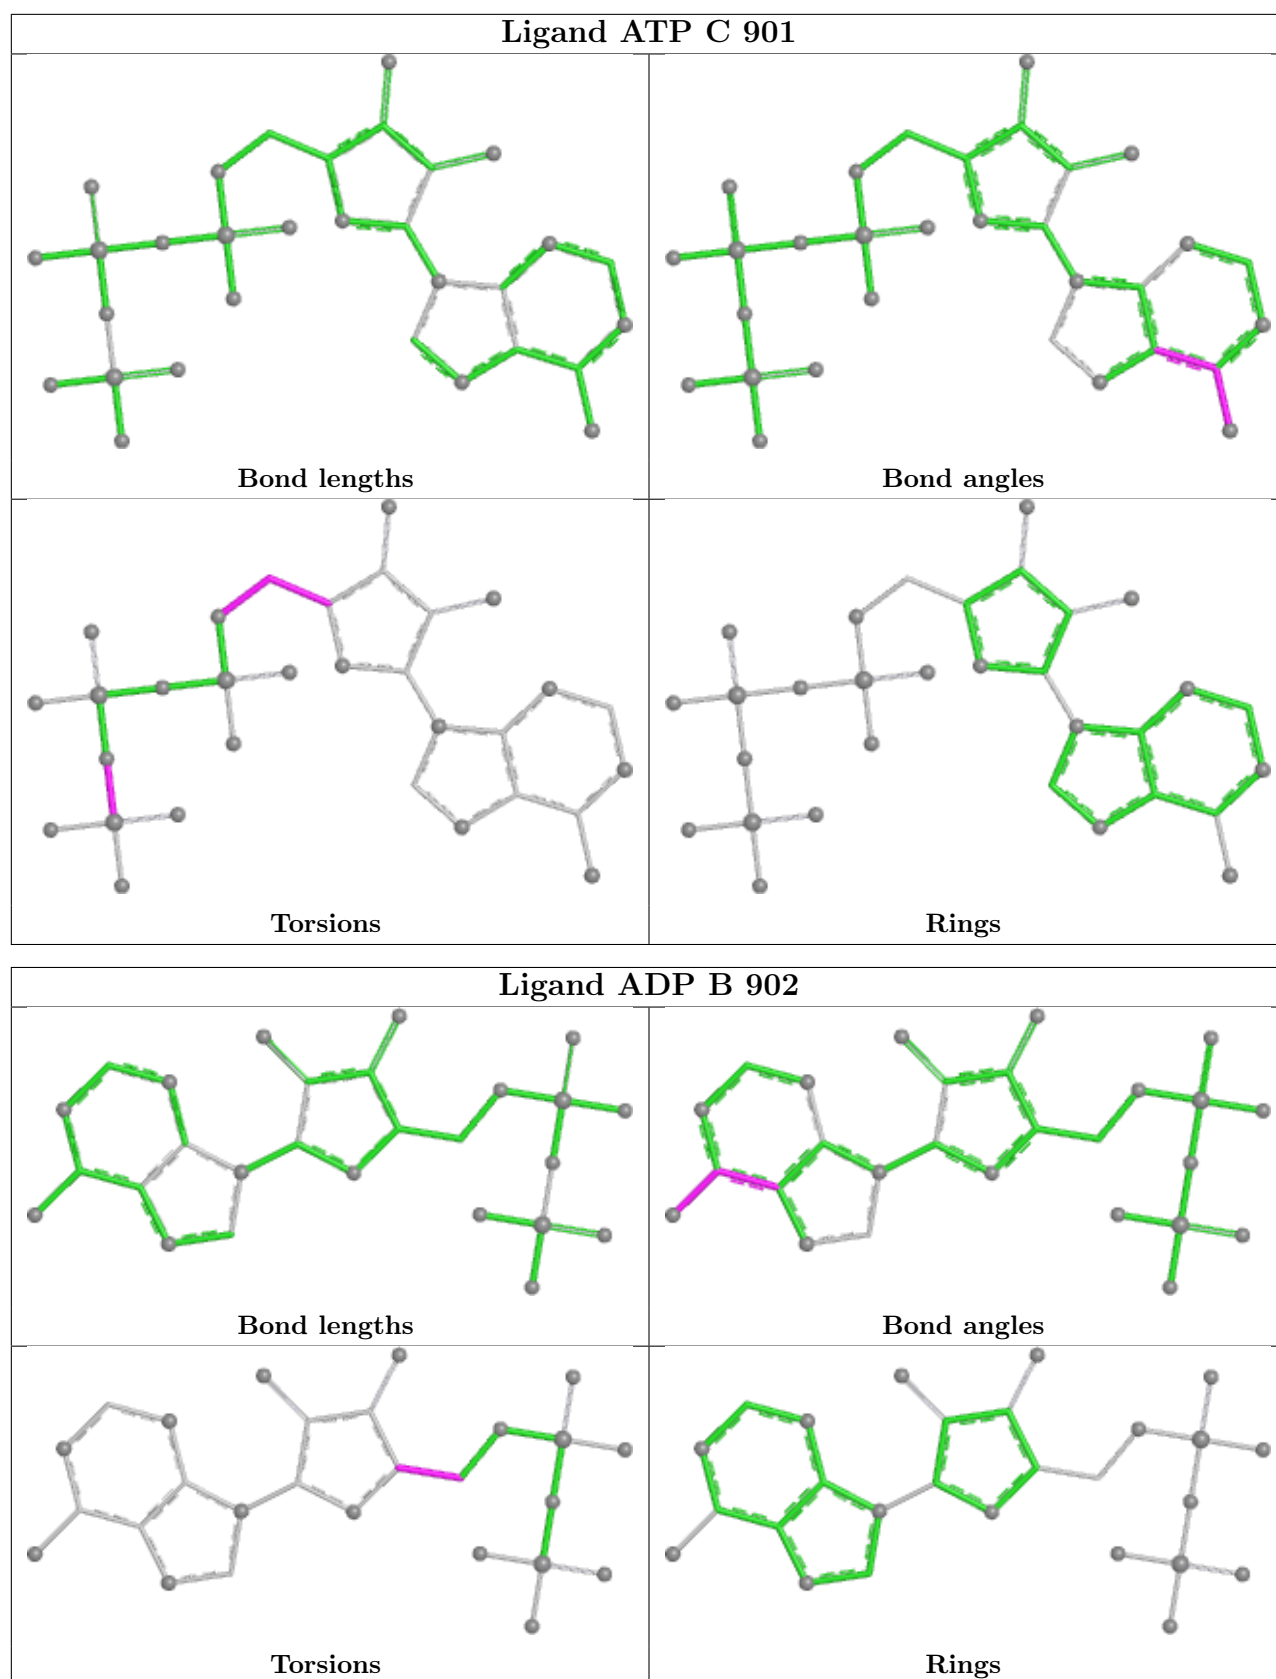 Ligand ATP C 901
Bond lengths
Bond angles
Torsions
Rings
Ligand ADP B 902
Bond lengths
Bond angles
Torsions
Rings